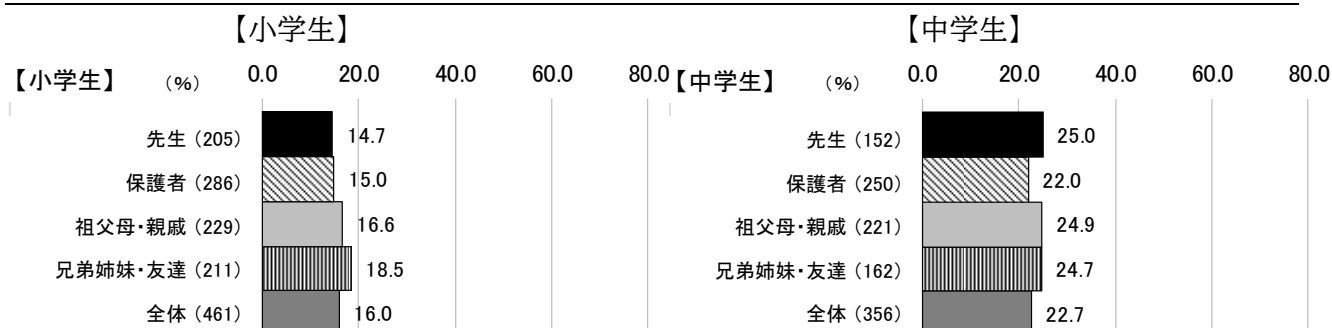 【小学生】
【中学生】
【小学生】 (%) 0.0 20.0 40.0 60.0 80.0
先生 (205) 14.7
保護者 (286) 15.0
祖父母・親戚 (229) 16.6
兄弟姉妹・友達 (211) 18.5
全体 (461) 16.0
【中学生】 (%) 0.0 20.0 40.0 60.0 80.0
先生 (152) 25.0
保護者 (250) 22.0
祖父母・親戚 (221) 24.9
兄弟姉妹・友達 (162) 24.7
全体 (356) 22.7